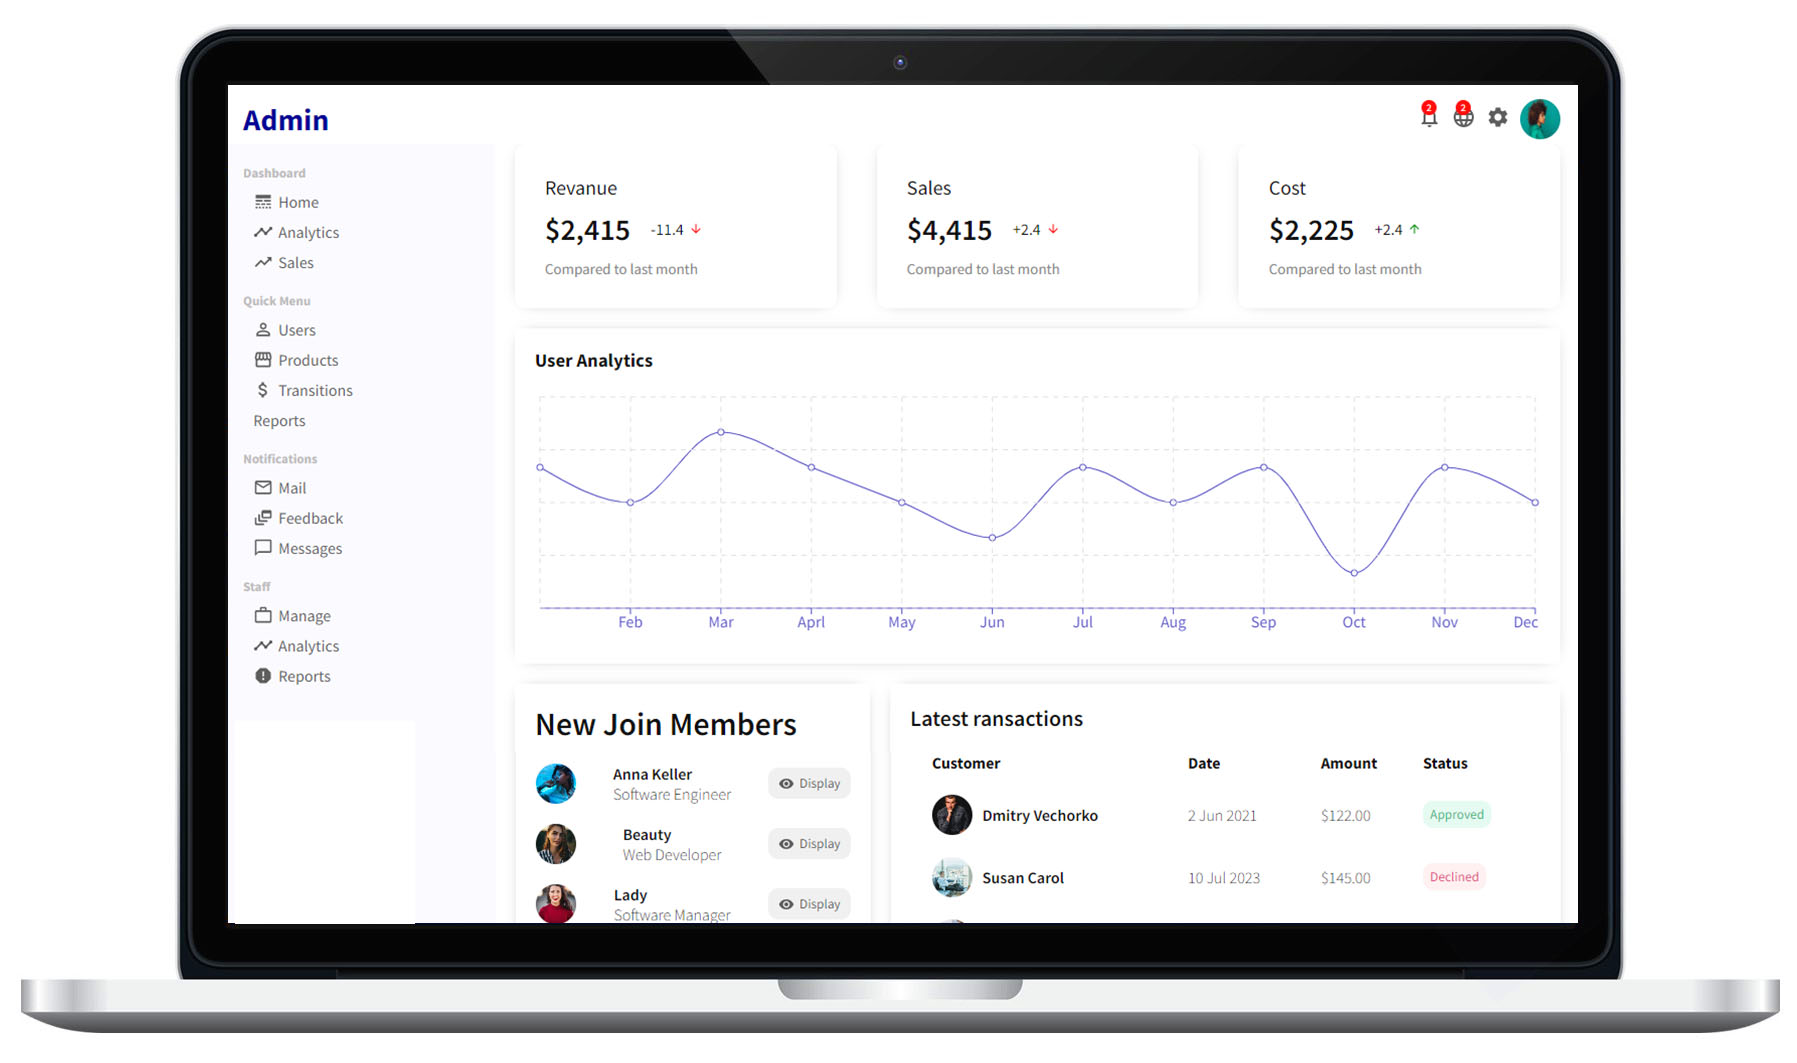 Admin
2
2
Dashboard
Home
Analytics
Sales
Quick Menu
Users
Products
Transitions
Reports
Notifications
Mail
Feedback
Messages
Staff
Manage
Analytics
Reports
Revanue
$2,415 -11.4
Compared to last month
Sales
$4,415 +2.4
Compared to last month
Cost
$2,225 +2.4
Compared to last month
User Analytics
Feb Mar Aprl May Jun Jul Aug Sep Oct Nov Dec
New Join Members
Anna Keller
Software Engineer
Display
Beauty
Web Developer
Display
Lady
Software Manager
Display
Latest ransactions
Customer Date Amount Status
Dmitry Vechorko 2 Jun 2021 $122.00 Approved
Susan Carol 10 Jul 2023 $145.00 Declined